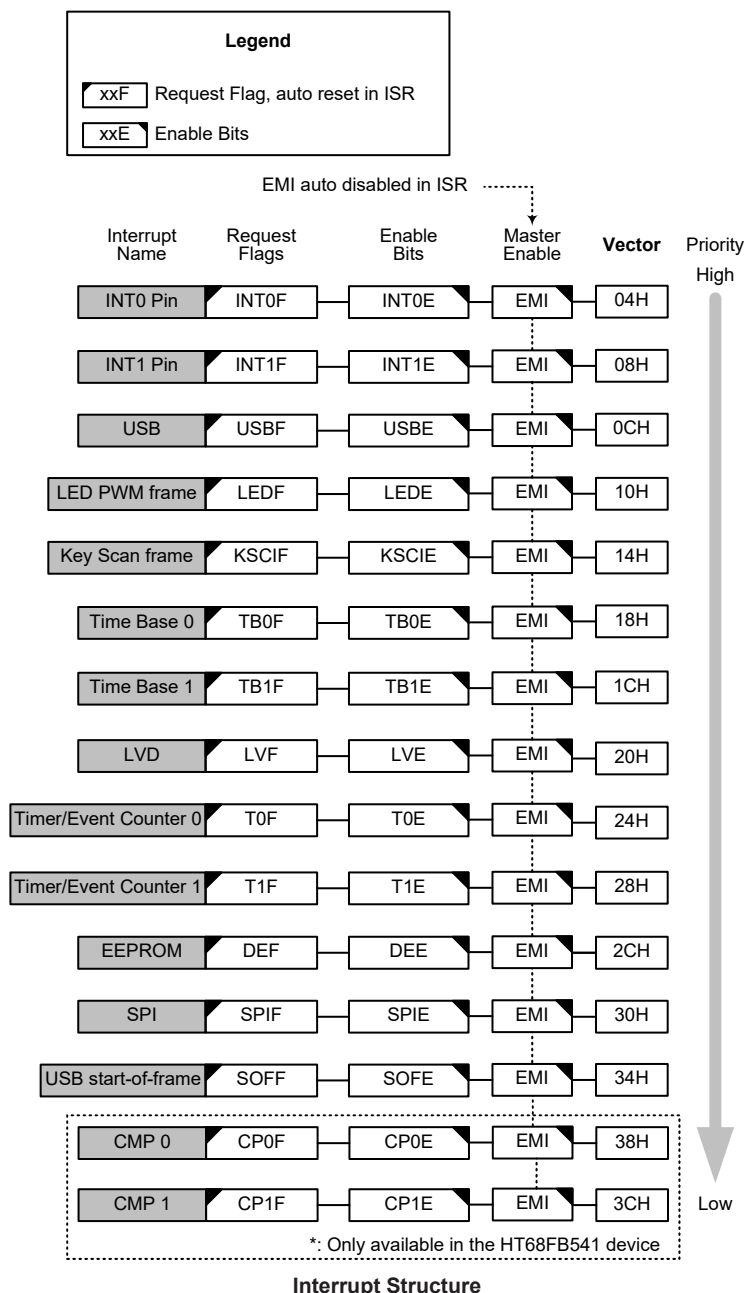 Legend
xxF Request Flag, auto reset in ISR
xxE Enable Bits
EMI auto disabled in ISR
Interrupt Name Request Flags Enable Bits Master Enable Vector Priority
High
INT0 Pin INT0F INT0E EMI 04H
INT1 Pin INT1F INT1E EMI 08H
USB USBF USBE EMI 0CH
LED PWM frame LEDF LEDE EMI 10H
Key Scan frame KSCIF KSCIE EMI 14H
Time Base 0 TB0F TB0E EMI 18H
Time Base 1 TB1F TB1E EMI 1CH
LVD LVF LVE EMI 20H
Timer/Event Counter 0 T0F T0E EMI 24H
Timer/Event Counter 1 T1F T1E EMI 28H
EEPROM DEF DEE EMI 2CH
SPI SPIF SPIE EMI 30H
USB start-of-frame SOFF SOFE EMI 34H
CMP 0 CP0F CP0E EMI 38H
CMP 1 CP1F CP1E EMI 3CH Low
*: Only available in the HT68FB541 device
Interrupt Structure